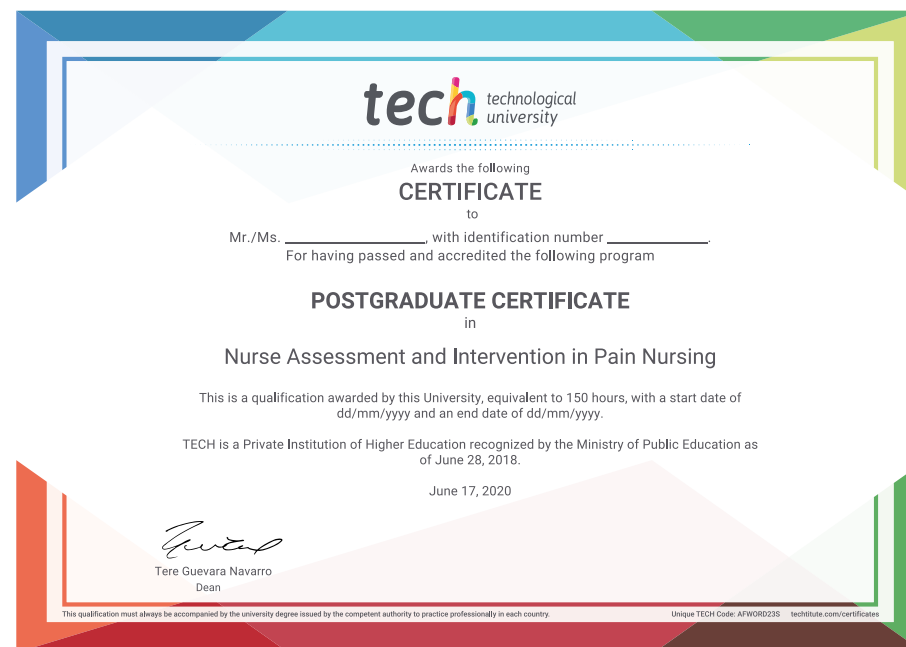 tech technological
university
Awards the following
CERTIFICATE
to
Mr./Ms. ____________________, with identification number ______________.
For having passed and accredited the following program
POSTGRADUATE CERTIFICATE
in
Nurse Assessment and Intervention in Pain Nursing
This is a qualification awarded by this University, equivalent to 150 hours, with a start date of
dd/mm/yyyy and an end date of dd/mm/yyyy.
TECH is a Private Institution of Higher Education recognized by the Ministry of Public Education as
of June 28, 2018.
June 17, 2020
Tere Guevara Navarro
Dean
This qualification must always be accompanied by the university degree issued by the competent authority to practice professionally in each country. Unique TECH Code: AFWORD23S techtitute.com/certificates